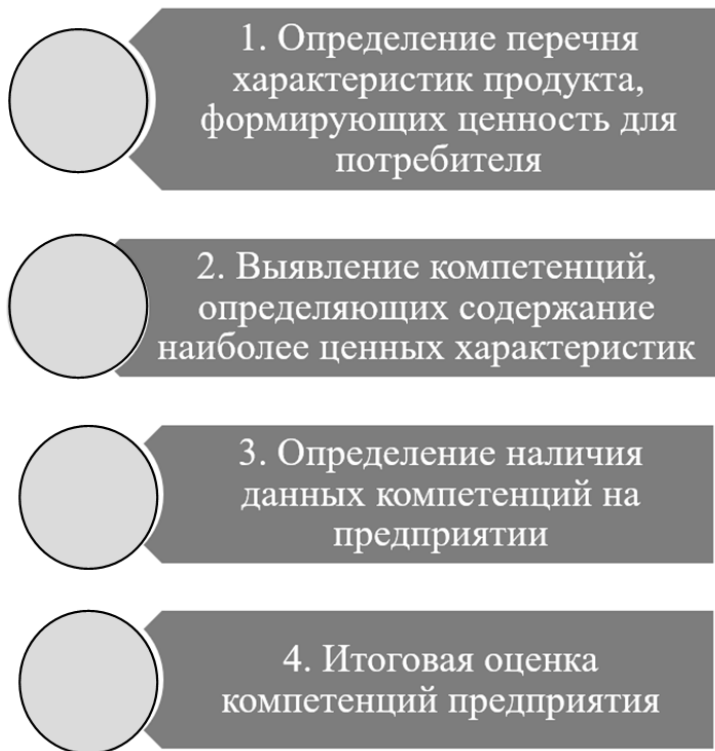 1. Определение перечня
характеристик продукта,
формирующих ценность для
потребителя
2. Выявление компетенций,
определяющих содержание
наиболее ценных характеристик
3. Определение наличия
данных компетенций на
предприятии
4. Итоговая оценка
компетенций предприятия